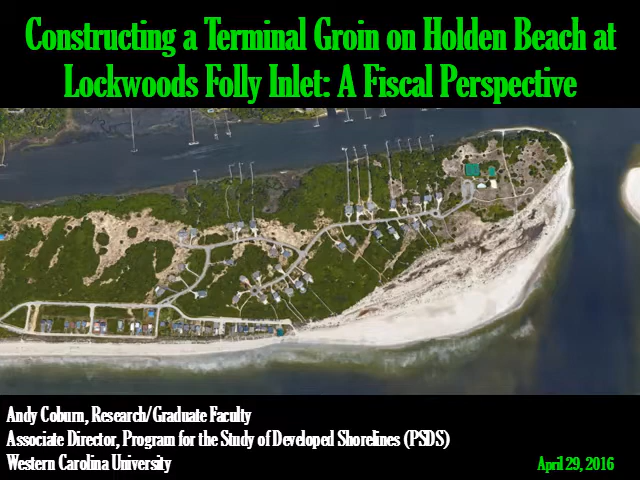 Constructing a Terminal Groin on Holden Beach at
Lockwoods Folly Inlet: A Fiscal Perspective
Andy Coburn, Research/Graduate Faculty
Associate Director, Program for the Study of Developed Shorelines (PSDS)
Western Carolina University
April 29, 2016